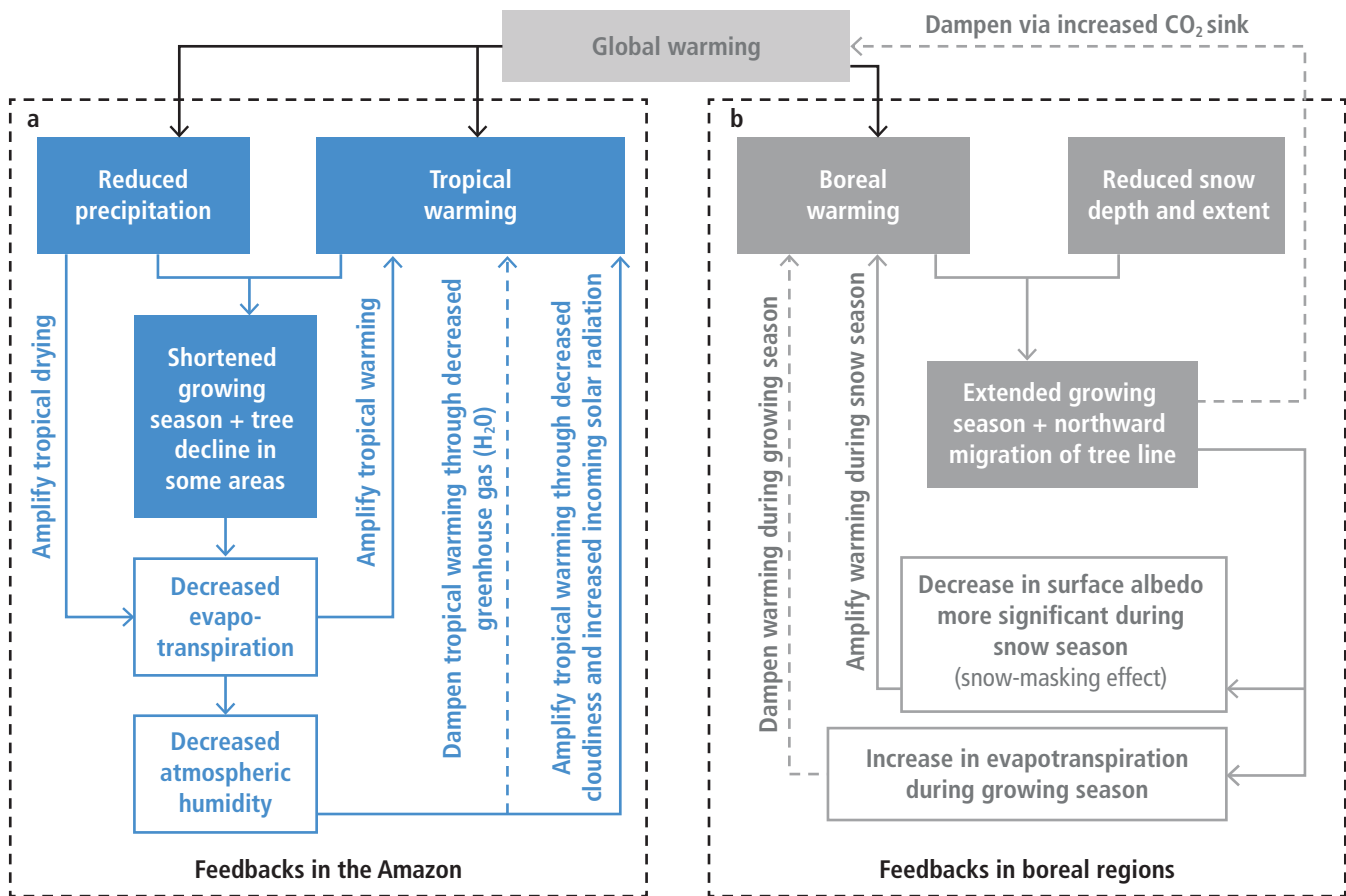 Dampen via increased CO₂ sink
Global warming
a
Reduced
precipitation
Tropical
warming
Amplify tropical drying
Shortened
growing
season + tree
decline in
some areas
Amplify tropical warming
Dampen tropical warming through decreased
greenhouse gas (H₂0)
Amplify tropical warming through decreased
cloudiness and increased incoming solar radiation
Decreased
evapo-
transpiration
Decreased
atmospheric
humidity
Feedbacks in the Amazon
b
Boreal
warming
Reduced snow
depth and extent
Dampen warming during growing season
Amplify warming during snow season
Extended growing
season + northward
migration of tree line
Decrease in surface albedo
more significant during
snow season
(snow-masking effect)
Increase in evapotranspiration
during growing season
Feedbacks in boreal regions